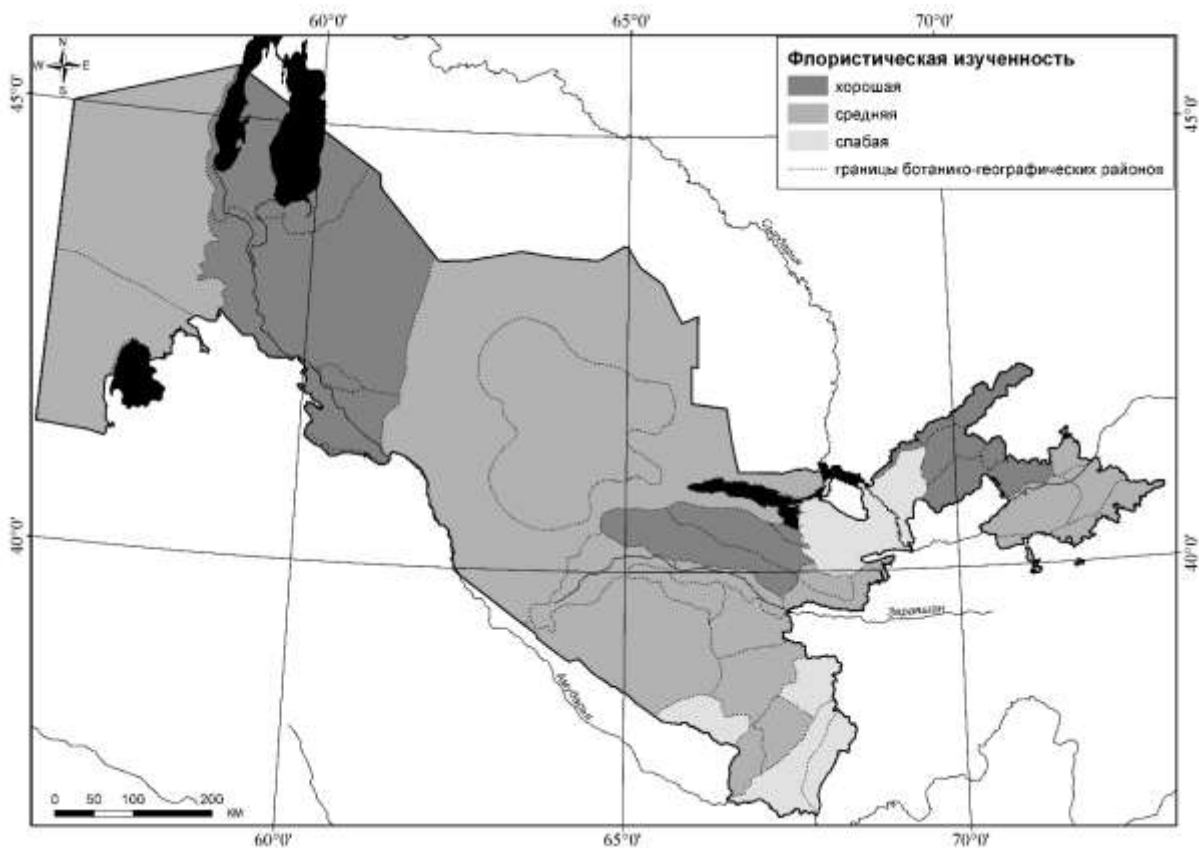 60°0'
65°0'
70°0'
N
W E
S
Флористическая изученность
хорошая
средняя
слабая
границы ботанико-географических районов
45°0'
45°0'
Сырдарья
40°0'
40°0'
Зарафшан
Амударья
0 50 100 200
КМ
60°0'
65°0'
70°0'